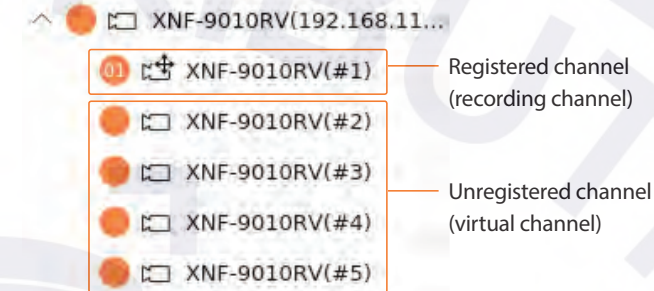 XNF-9010RV(192.168.11...
01 XNF-9010RV(#1)
Registered channel
(recording channel)
XNF-9010RV(#2)
XNF-9010RV(#3)
XNF-9010RV(#4)
XNF-9010RV(#5)
Unregistered channel
(virtual channel)